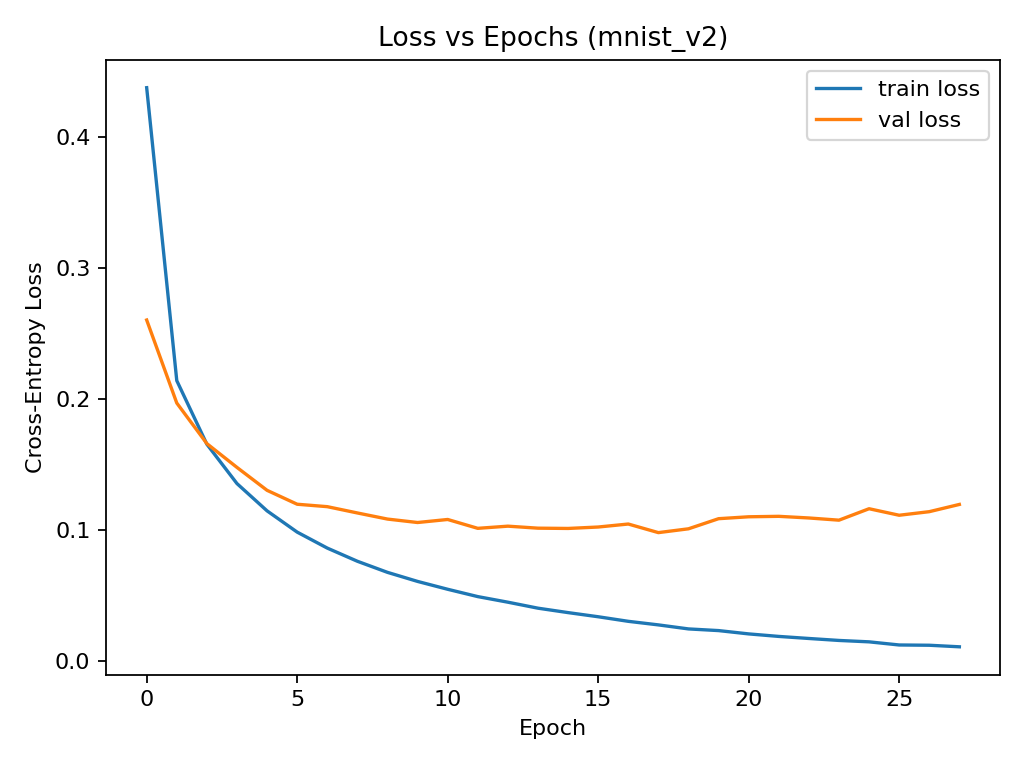 Loss vs Epochs (mnist_v2)
train loss
val loss
Cross-Entropy Loss
0.4
0.3
0.2
0.1
0.0
0 5 10 15 20 25
Epoch